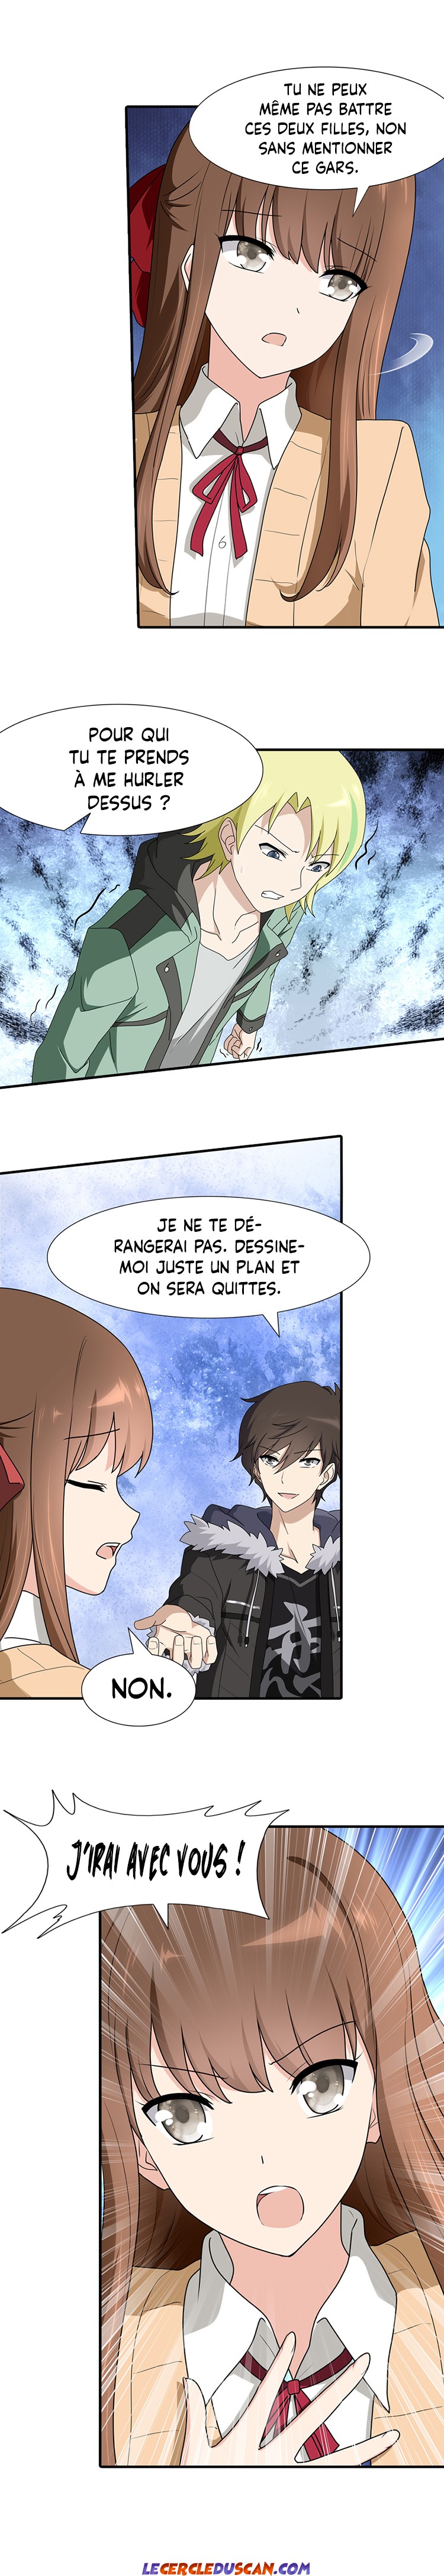 TU NE PEUX
MÊME PAS BATTRE
CES DEUX FILLES, NON
SANS MENTIONNER
CE GARS.
POUR QUI
TU TE PRENDS
À ME HURLER
DESSUS ?
JE NE TE DÉ-
RANGERAI PAS. DESSINE-
MOI JUSTE UN PLAN ET
ON SERA QUITTES.
NON.
J'IRAI AVEC VOUS !
LECERCLEDUSCAN.COM